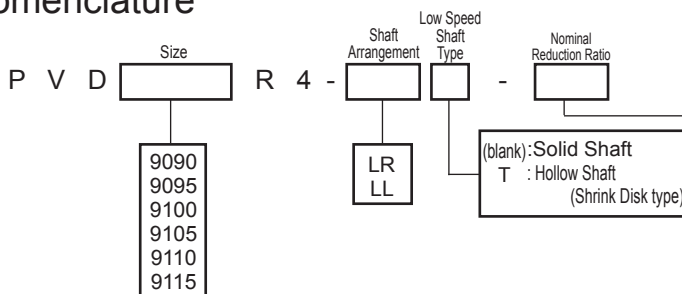 omenclature
Size
Shaft
Arrangement
Low Speed
Shaft
Type
Nominal
Reduction Ratio
P V D R 4 - -
9090
9095
9100
9105
9110
9115
LR
LL
(blank):Solid Shaft
T : Hollow Shaft
(Shrink Disk type)